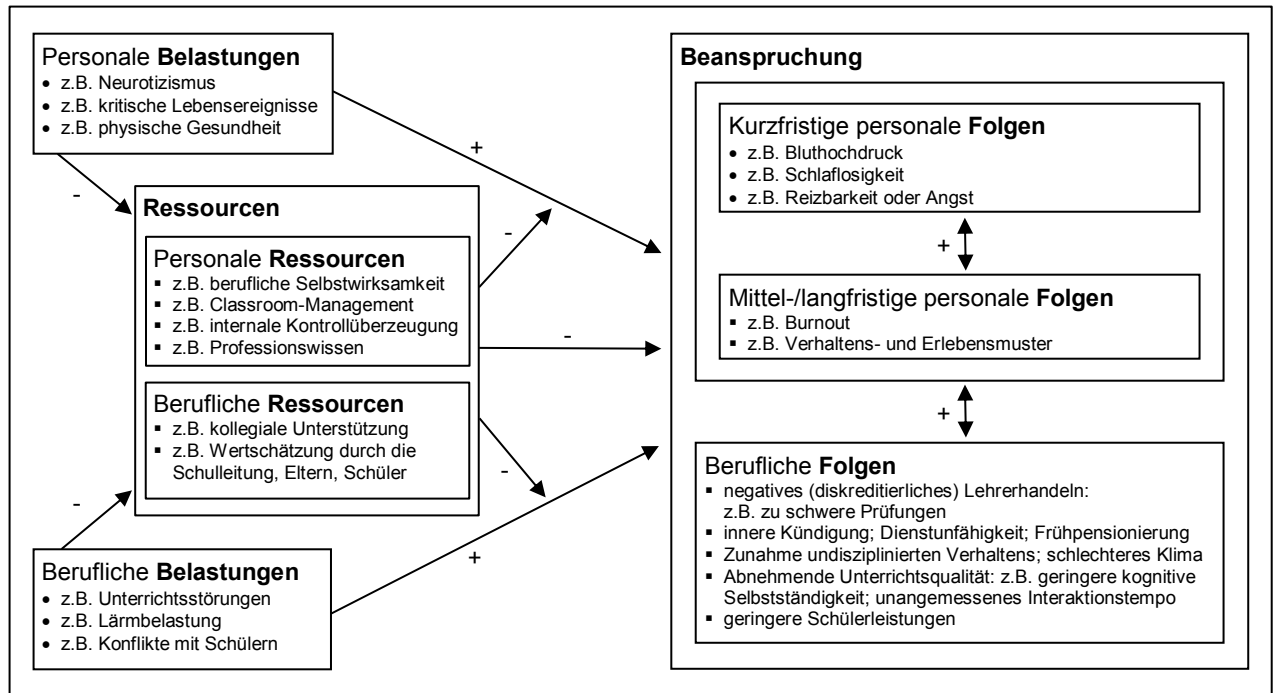 Personale Belastungen
• z.B. Neurotizismus
• z.B. kritische Lebensereignisse
• z.B. physische Gesundheit
-
+
Ressourcen
Personale Ressourcen
▪ z.B. berufliche Selbstwirksamkeit
▪ z.B. Classroom-Management
▪ z.B. internale Kontrollüberzeugung
▪ z.B. Professionswissen
Berufliche Ressourcen
▪ z.B. kollegiale Unterstützung
▪ z.B. Wertschätzung durch die
Schulleitung, Eltern, Schüler
-
-
-
-
+
Berufliche Belastungen
• z.B. Unterrichtsstörungen
• z.B. Lärmbelastung
• z.B. Konflikte mit Schülern
Beanspruchung
Kurzfristige personale Folgen
• z.B. Bluthochdruck
• z.B. Schlaflosigkeit
• z.B. Reizbarkeit oder Angst
+
Mittel-/langfristige personale Folgen
▪ z.B. Burnout
▪ z.B. Verhaltens- und Erlebensmuster
+
Berufliche Folgen
▪ negatives (diskreditierliches) Lehrerhandeln:
z.B. zu schwere Prüfungen
▪ innere Kündigung; Dienstunfähigkeit; Frühpensionierung
▪ Zunahme undisziplinierten Verhaltens; schlechteres Klima
▪ Abnehmende Unterrichtsqualität: z.B. geringere kognitive
Selbstständigkeit; unangemessenes Interaktionstempo
▪ geringere Schülerleistungen